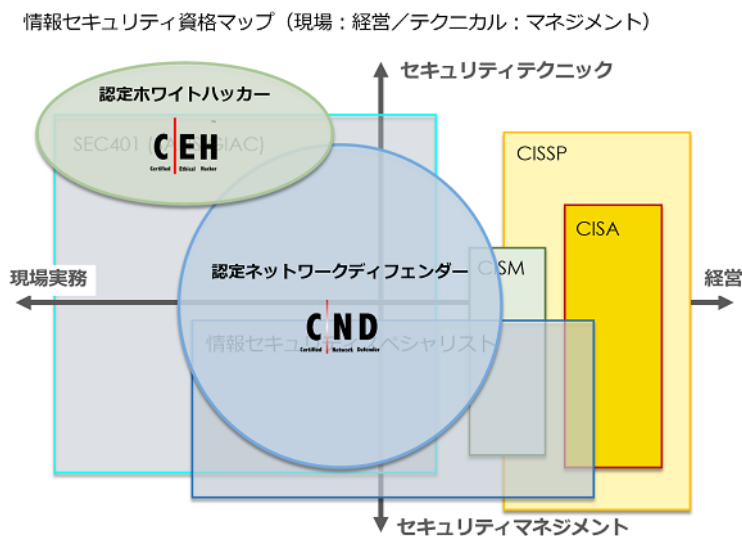 情報セキュリティ資格マップ（現場：経営／テクニカル：マネジメント）
セキュリティテクニック
認定ホワイトハッカー
SEC401 (SANS GIAC)
C|EH
Certified Ethical Hacker
CISSP
CISA
CISM
認定ネットワークディフェンダー
現場実務
経営
C|ND
Certified Network Defender
情報セキュリティスペシャリスト
セキュリティマネジメント